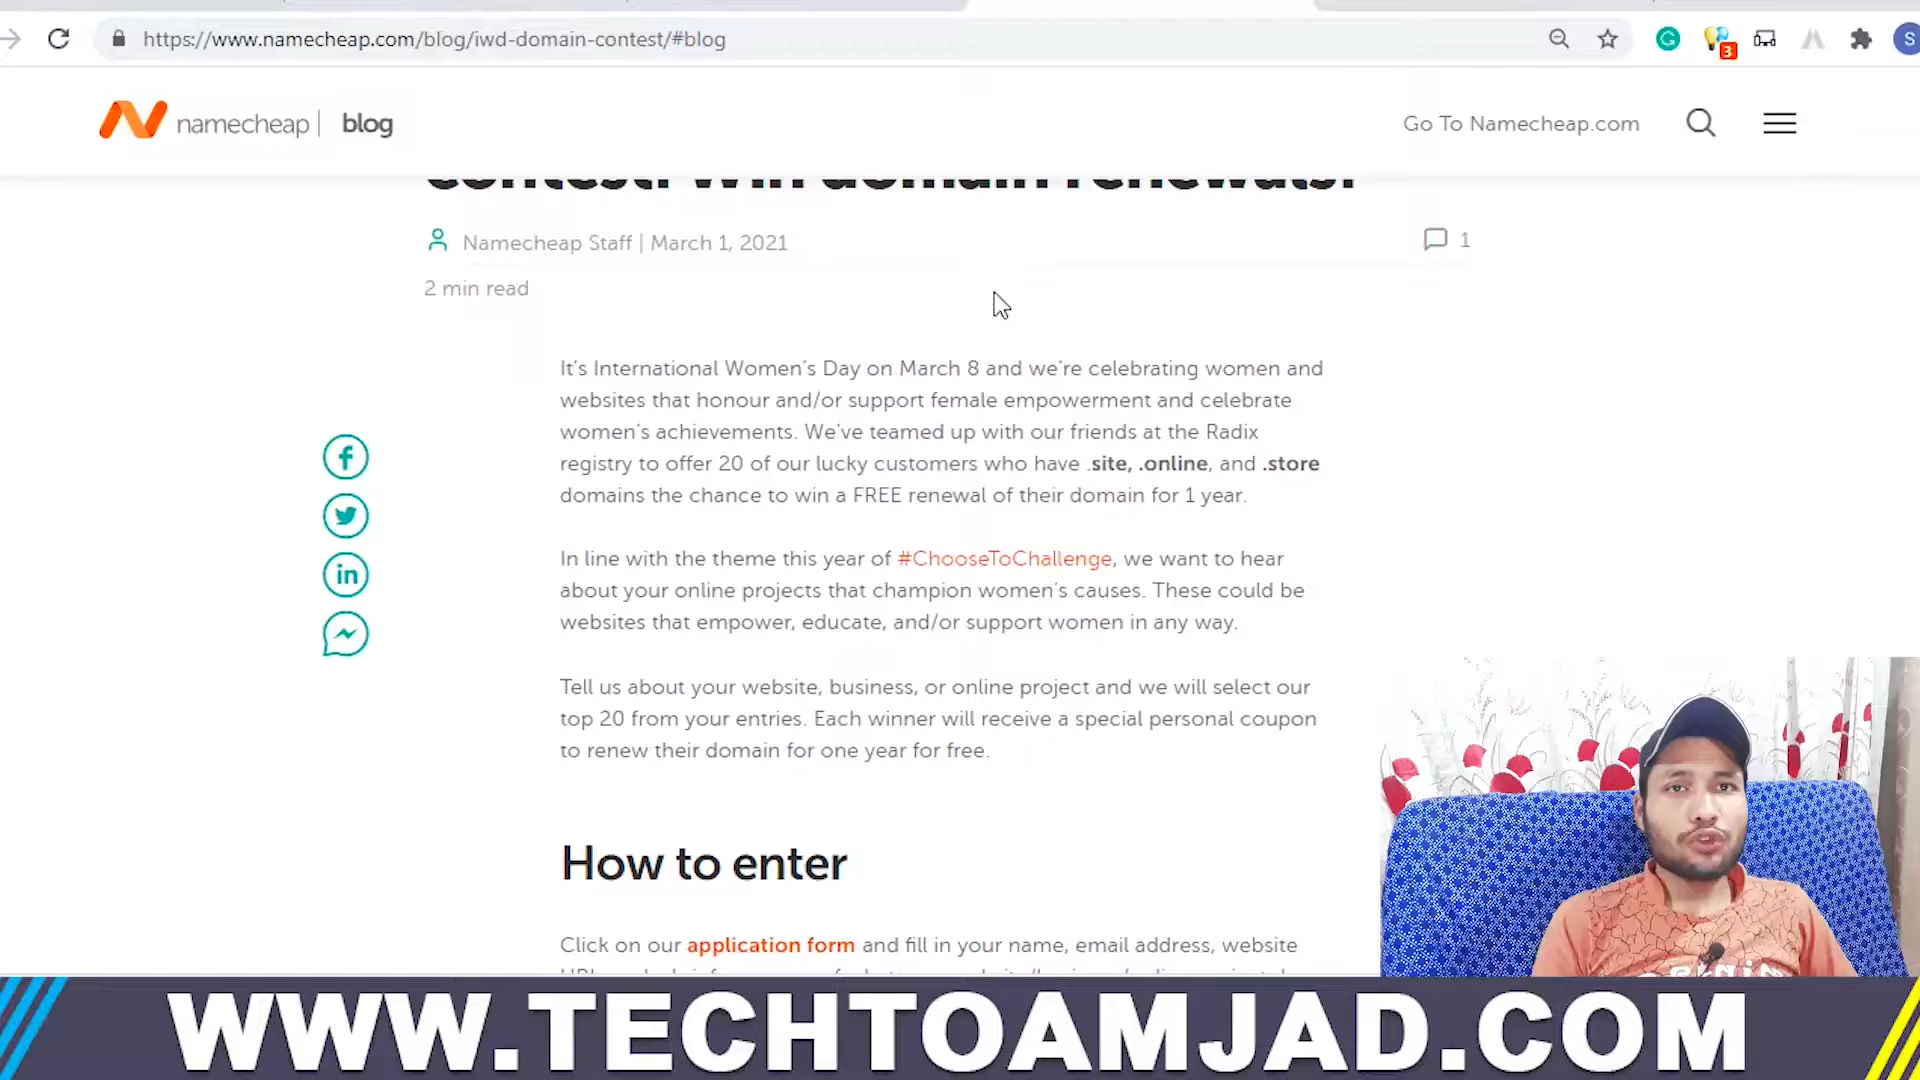 https://www.namecheap.com/blog/iwd-domain-contest/#blog
3
S
namecheap | blog
Go To Namecheap.com
contest: Win domain renewals!
Namecheap Staff | March 1, 2021
1
2 min read
It's International Women's Day on March 8 and we're celebrating women and
websites that honour and/or support female empowerment and celebrate
women's achievements. We've teamed up with our friends at the Radix
registry to offer 20 of our lucky customers who have .site, .online, and .store
domains the chance to win a FREE renewal of their domain for 1 year.
In line with the theme this year of #ChooseToChallenge, we want to hear
about your online projects that champion women's causes. These could be
websites that empower, educate, and/or support women in any way.
Tell us about your website, business, or online project and we will select our
top 20 from your entries. Each winner will receive a special personal coupon
to renew their domain for one year for free.
How to enter
Click on our application form and fill in your name, email address, website
WWW.TECHTOAMJAD.COM